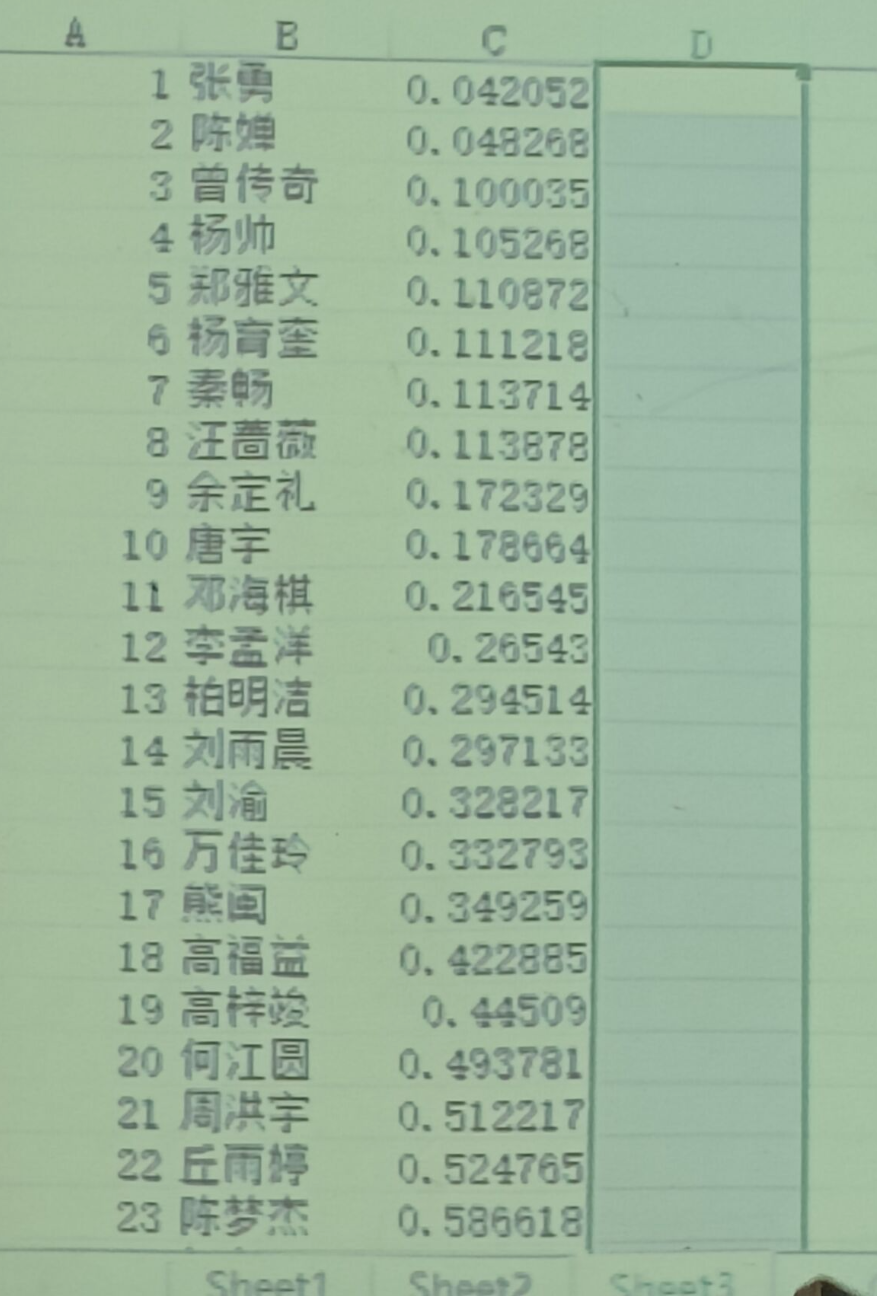 A B C D
1 张勇 0.042052
2 陈婵 0.048268
3 曾传奇 0.100035
4 杨帅 0.105268
5 郑雅文 0.110872
6 杨育奎 0.111218
7 秦畅 0.113714
8 汪蔷薇 0.113878
9 余定礼 0.172329
10 唐宇 0.178664
11 邓海棋 0.216545
12 李孟洋 0.26543
13 柏明洁 0.294514
14 刘雨晨 0.297133
15 刘渝 0.328217
16 万佳玲 0.332793
17 熊闽 0.349259
18 高福益 0.422885
19 高梓竣 0.44509
20 何江圆 0.493781
21 周洪宇 0.512217
22 丘雨婷 0.524765
23 陈梦杰 0.586618
Sheet1 Sheet2 Sheet3